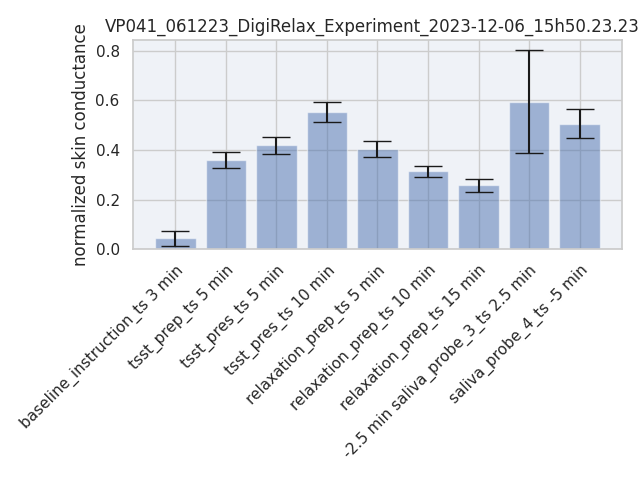 VP041_061223_DigiRelax_Experiment_2023-12-06_15h50.23.23
normalized skin conductance
0.8
0.6
0.4
0.2
0.0
baseline_instruction_ts 3 min
tsst_prep_ts 5 min
tsst_pres_ts 5 min
tsst_pres_ts 10 min
relaxation_prep_ts 5 min
relaxation_prep_ts 10 min
relaxation_prep_ts 15 min
-2.5 min saliva_probe_3_ts 2.5 min
saliva_probe_4_ts -5 min